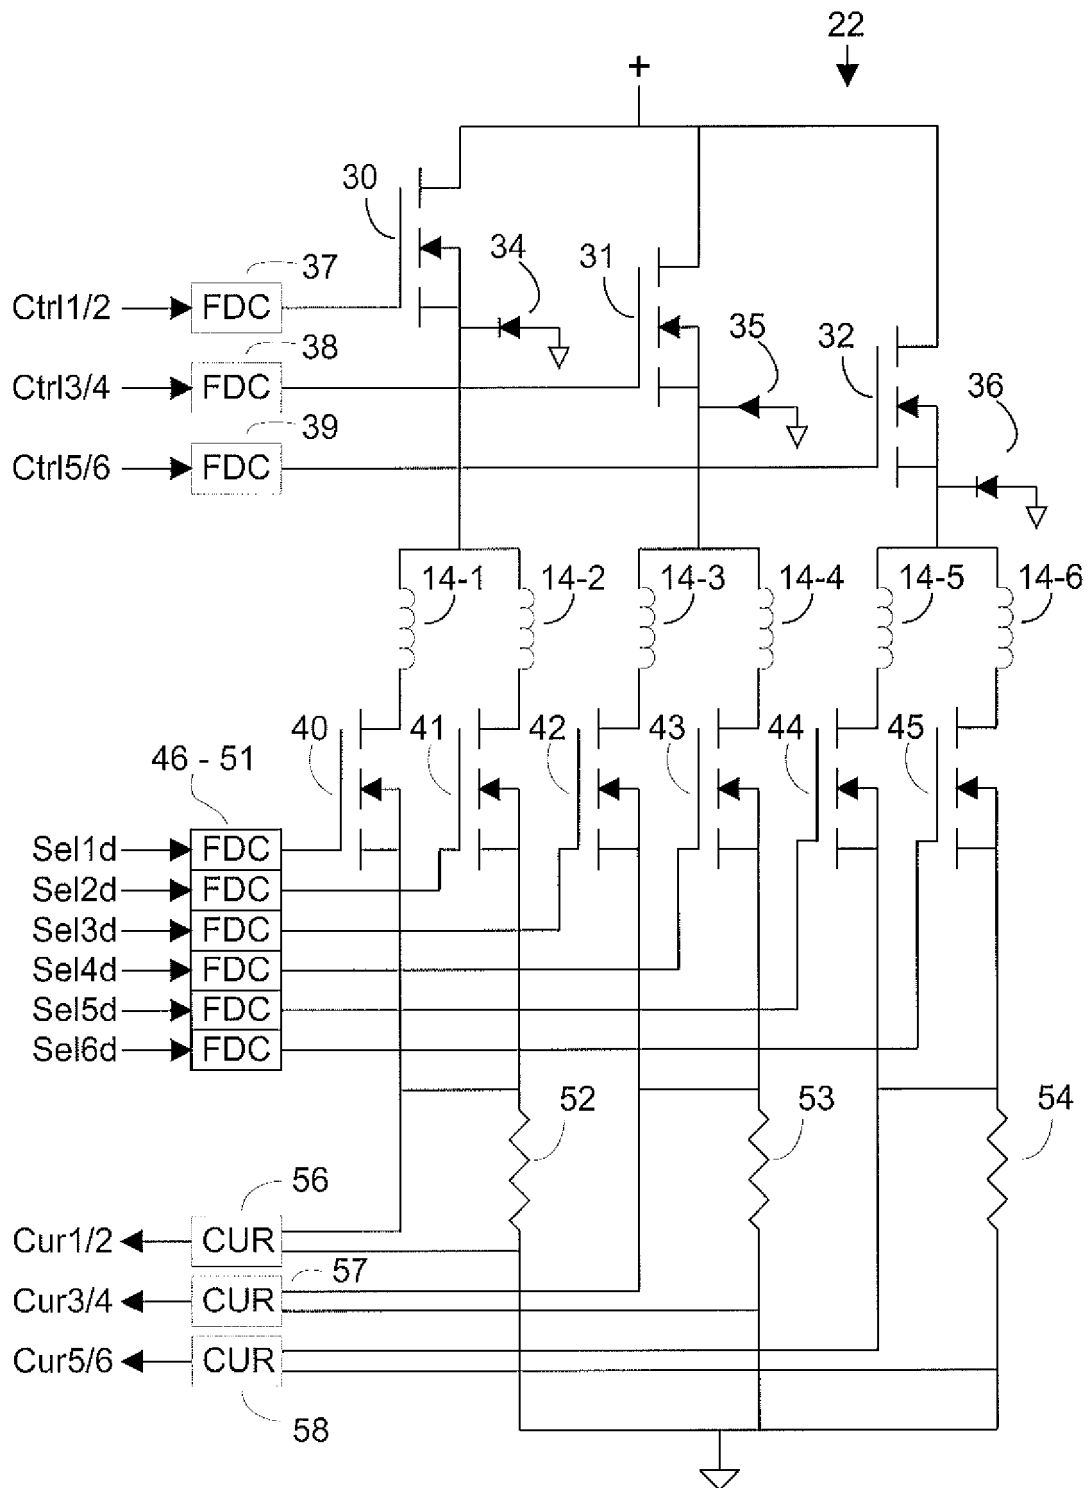 22
+
30
37
34
31
Ctrl1/2
FDC
38
35
32
Ctrl3/4
FDC
39
36
Ctrl5/6
FDC
14-1
14-2
14-3
14-4
14-5
14-6
40
41
42
43
44
45
46 - 51
Sel1d
FDC
Sel2d
FDC
Sel3d
FDC
Sel4d
FDC
Sel5d
FDC
Sel6d
FDC
52
53
54
56
Cur1/2
CUR
57
Cur3/4
CUR
Cur5/6
CUR
58